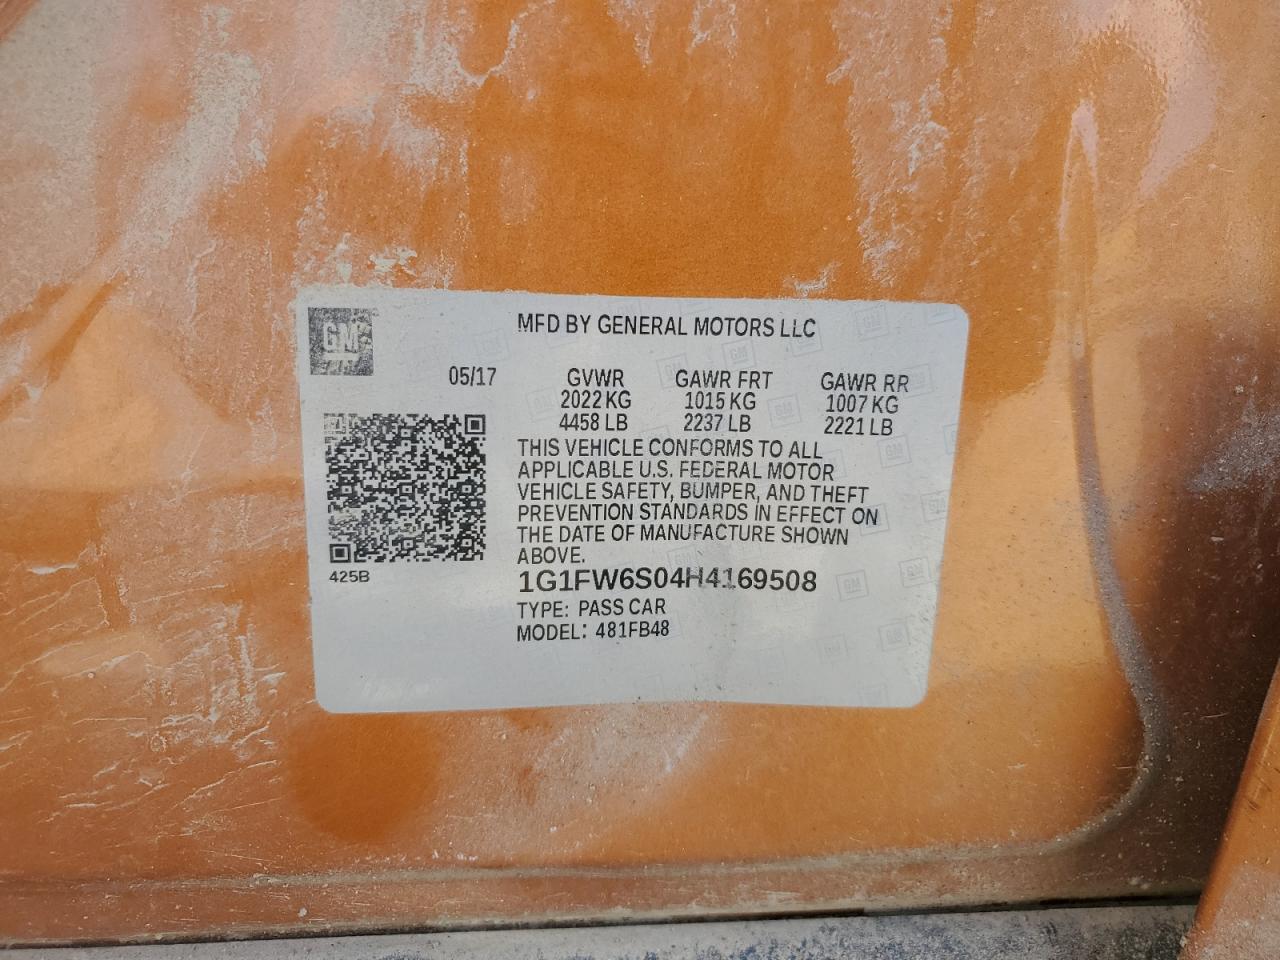 GM
MFD BY GENERAL MOTORS LLC
05/17 GVWR GAWR FRT GAWR RR
2022 KG 1015 KG 1007 KG
4458 LB 2237 LB 2221 LB
THIS VEHICLE CONFORMS TO ALL
APPLICABLE U.S. FEDERAL MOTOR
VEHICLE SAFETY, BUMPER, AND THEFT
PREVENTION STANDARDS IN EFFECT ON
THE DATE OF MANUFACTURE SHOWN
ABOVE.
425B
1G1FW6S04H4169508
TYPE: PASS CAR
MODEL: 481FB48